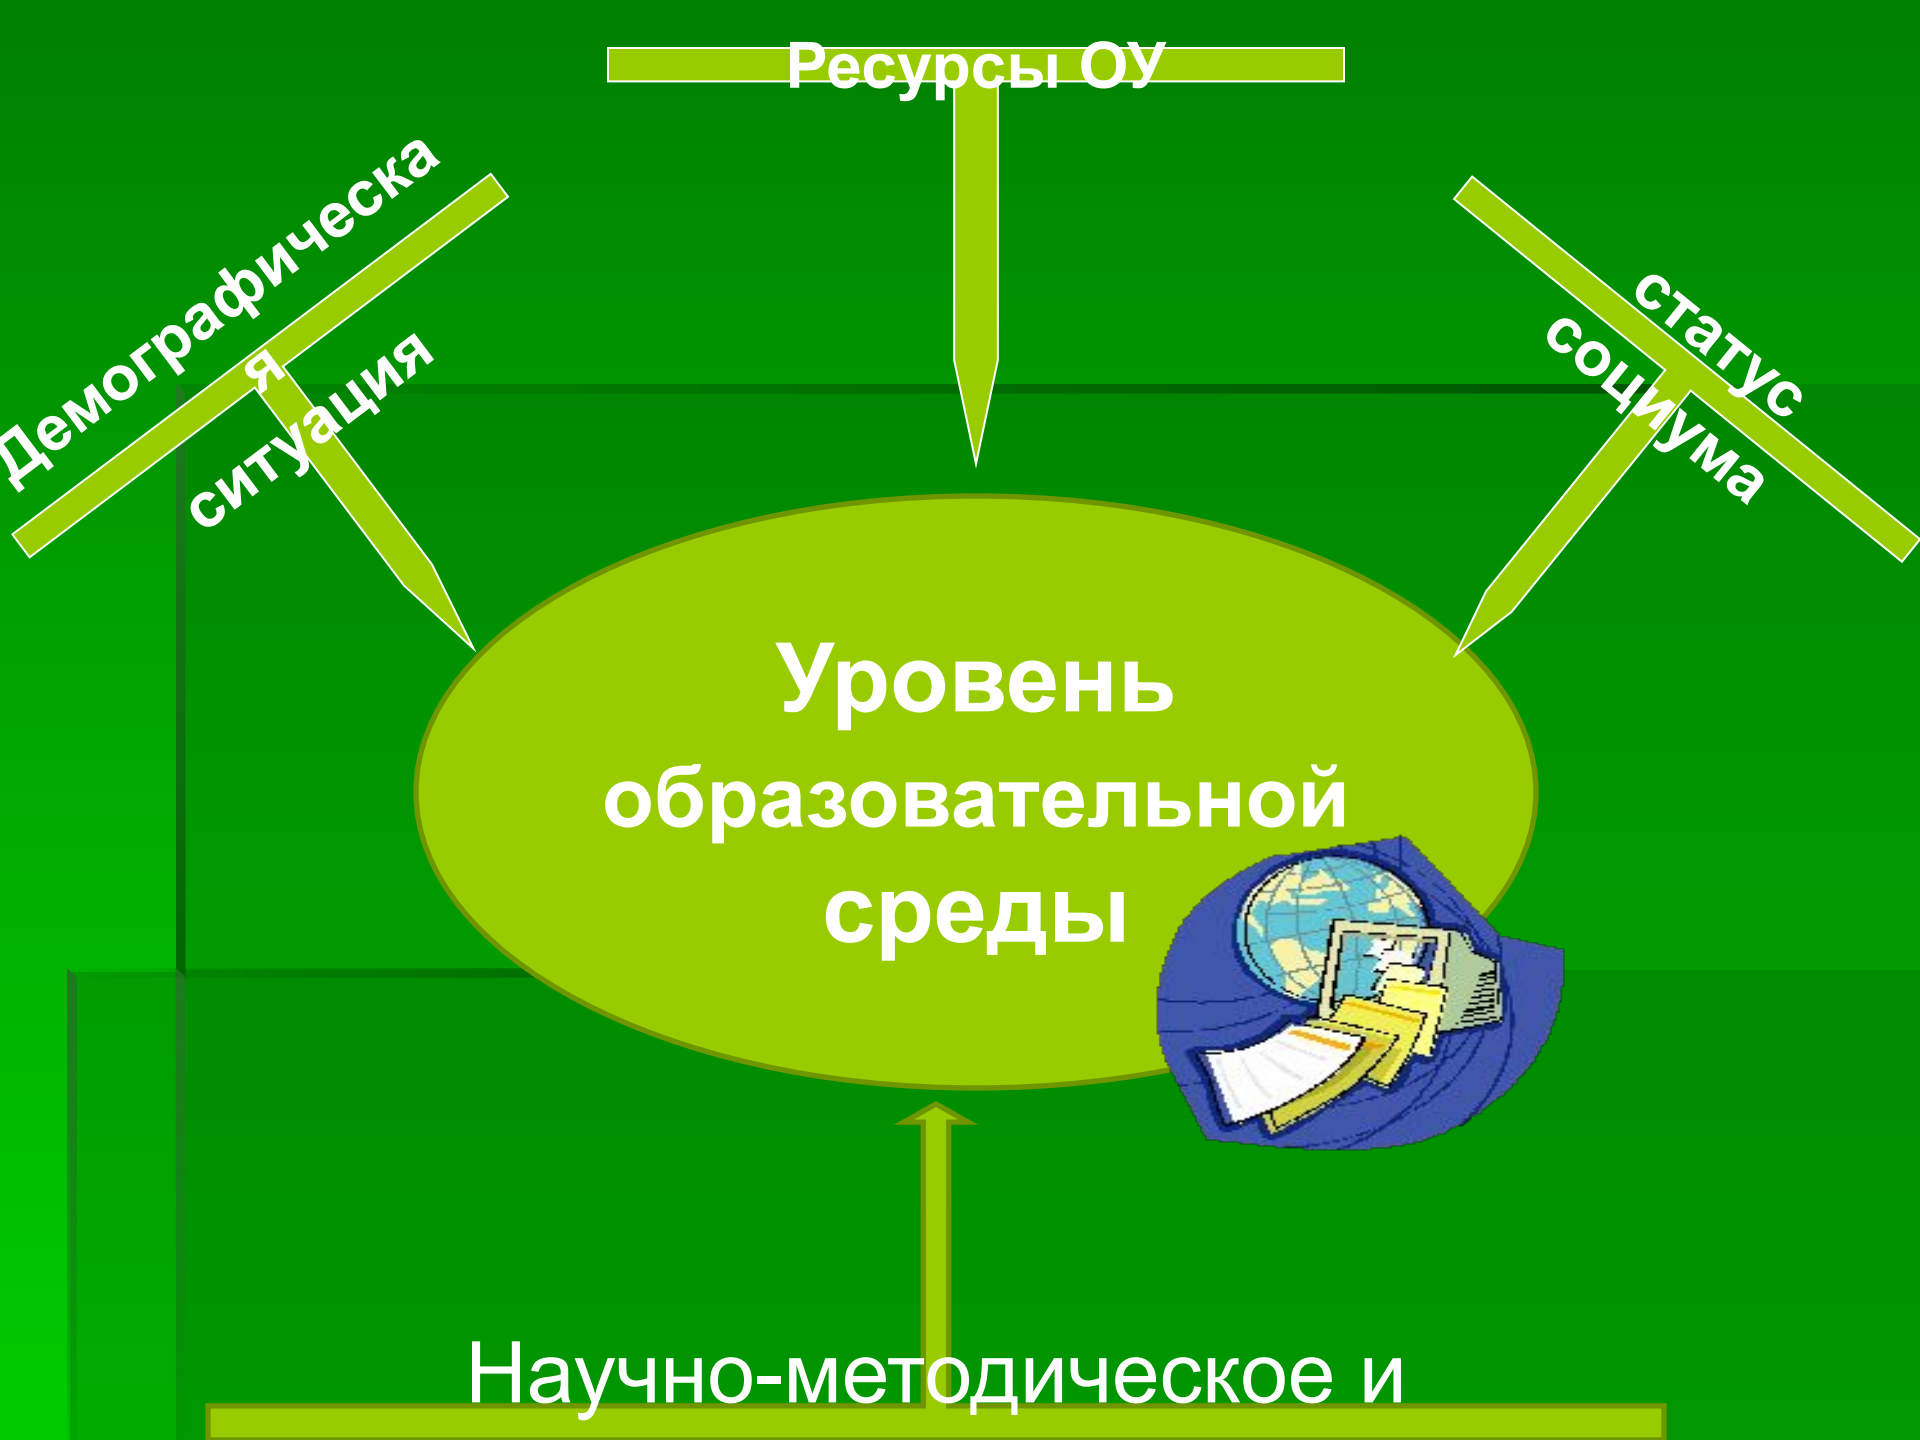 Ресурсы ОУ
Демографическа
я
ситуация
статус
социума
Уровень
образовательной
среды
Научно-методическое и